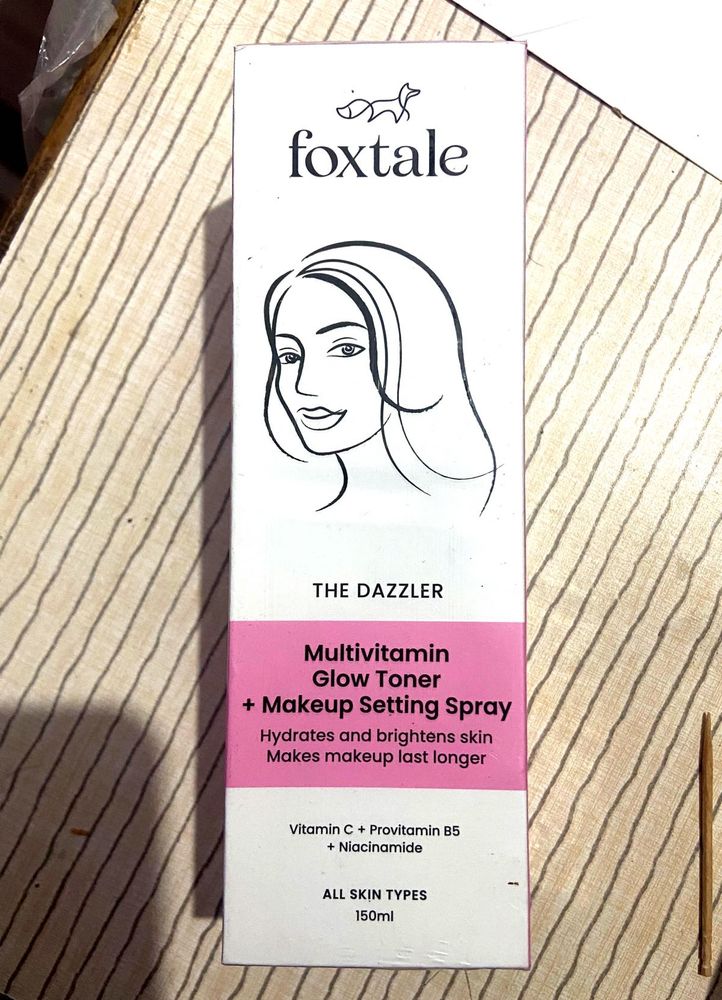 foxtale
THE DAZZLER
Multivitamin
Glow Toner
+ Makeup Setting Spray
Hydrates and brightens skin
Makes makeup last longer
Vitamin C + Provitamin B5
+ Niacinamide
ALL SKIN TYPES
150ml